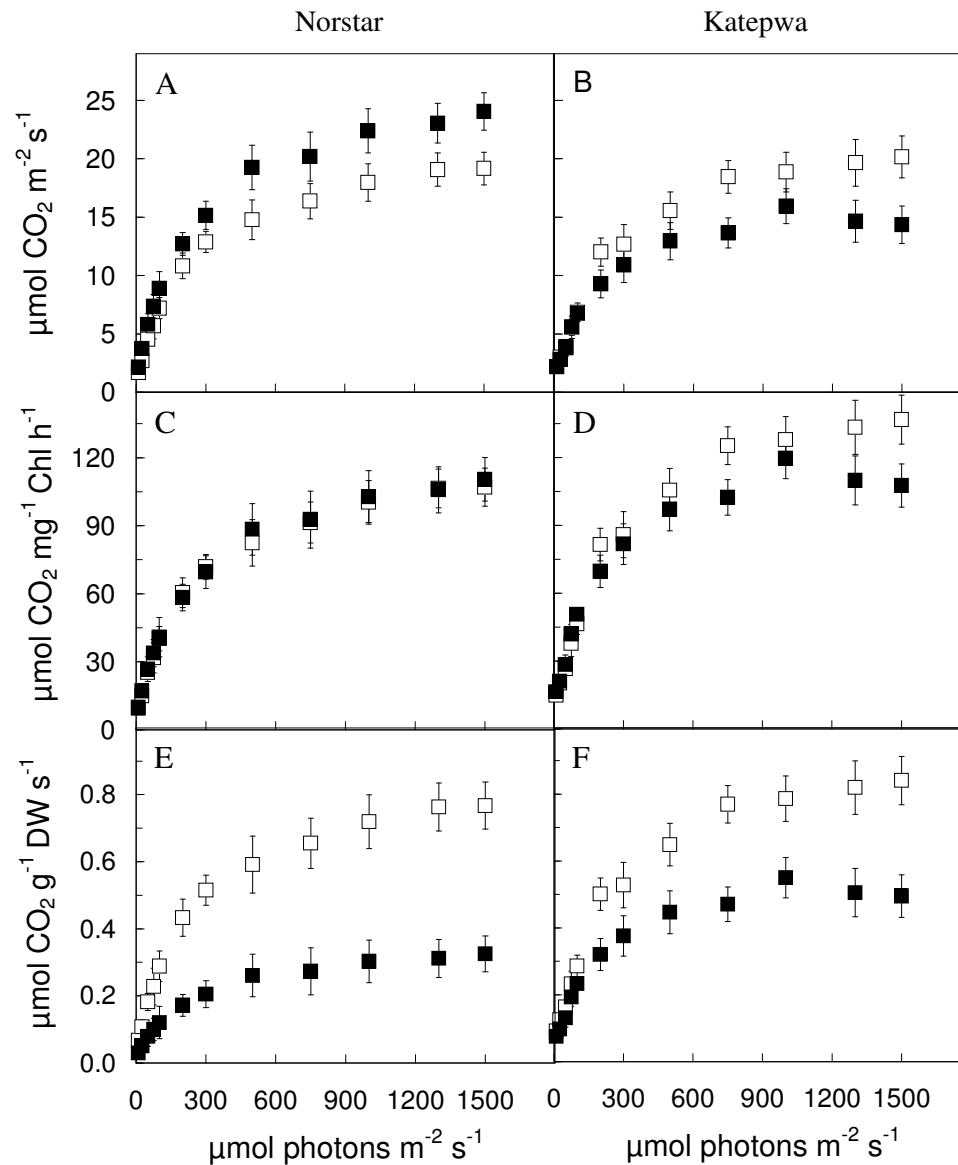 Norstar Katepwa
A B
25
20
15
10
5
0
µmol CO2 m-2 s-1
C D
120
90
60
30
0
µmol CO2 mg-1 Chl h-1
E F
0.8
0.6
0.4
0.2
0.0
µmol CO2 g-1 DW s-1
0 300 600 900 1200 1500 0 300 600 900 1200 1500
µmol photons m-2 s-1 µmol photons m-2 s-1